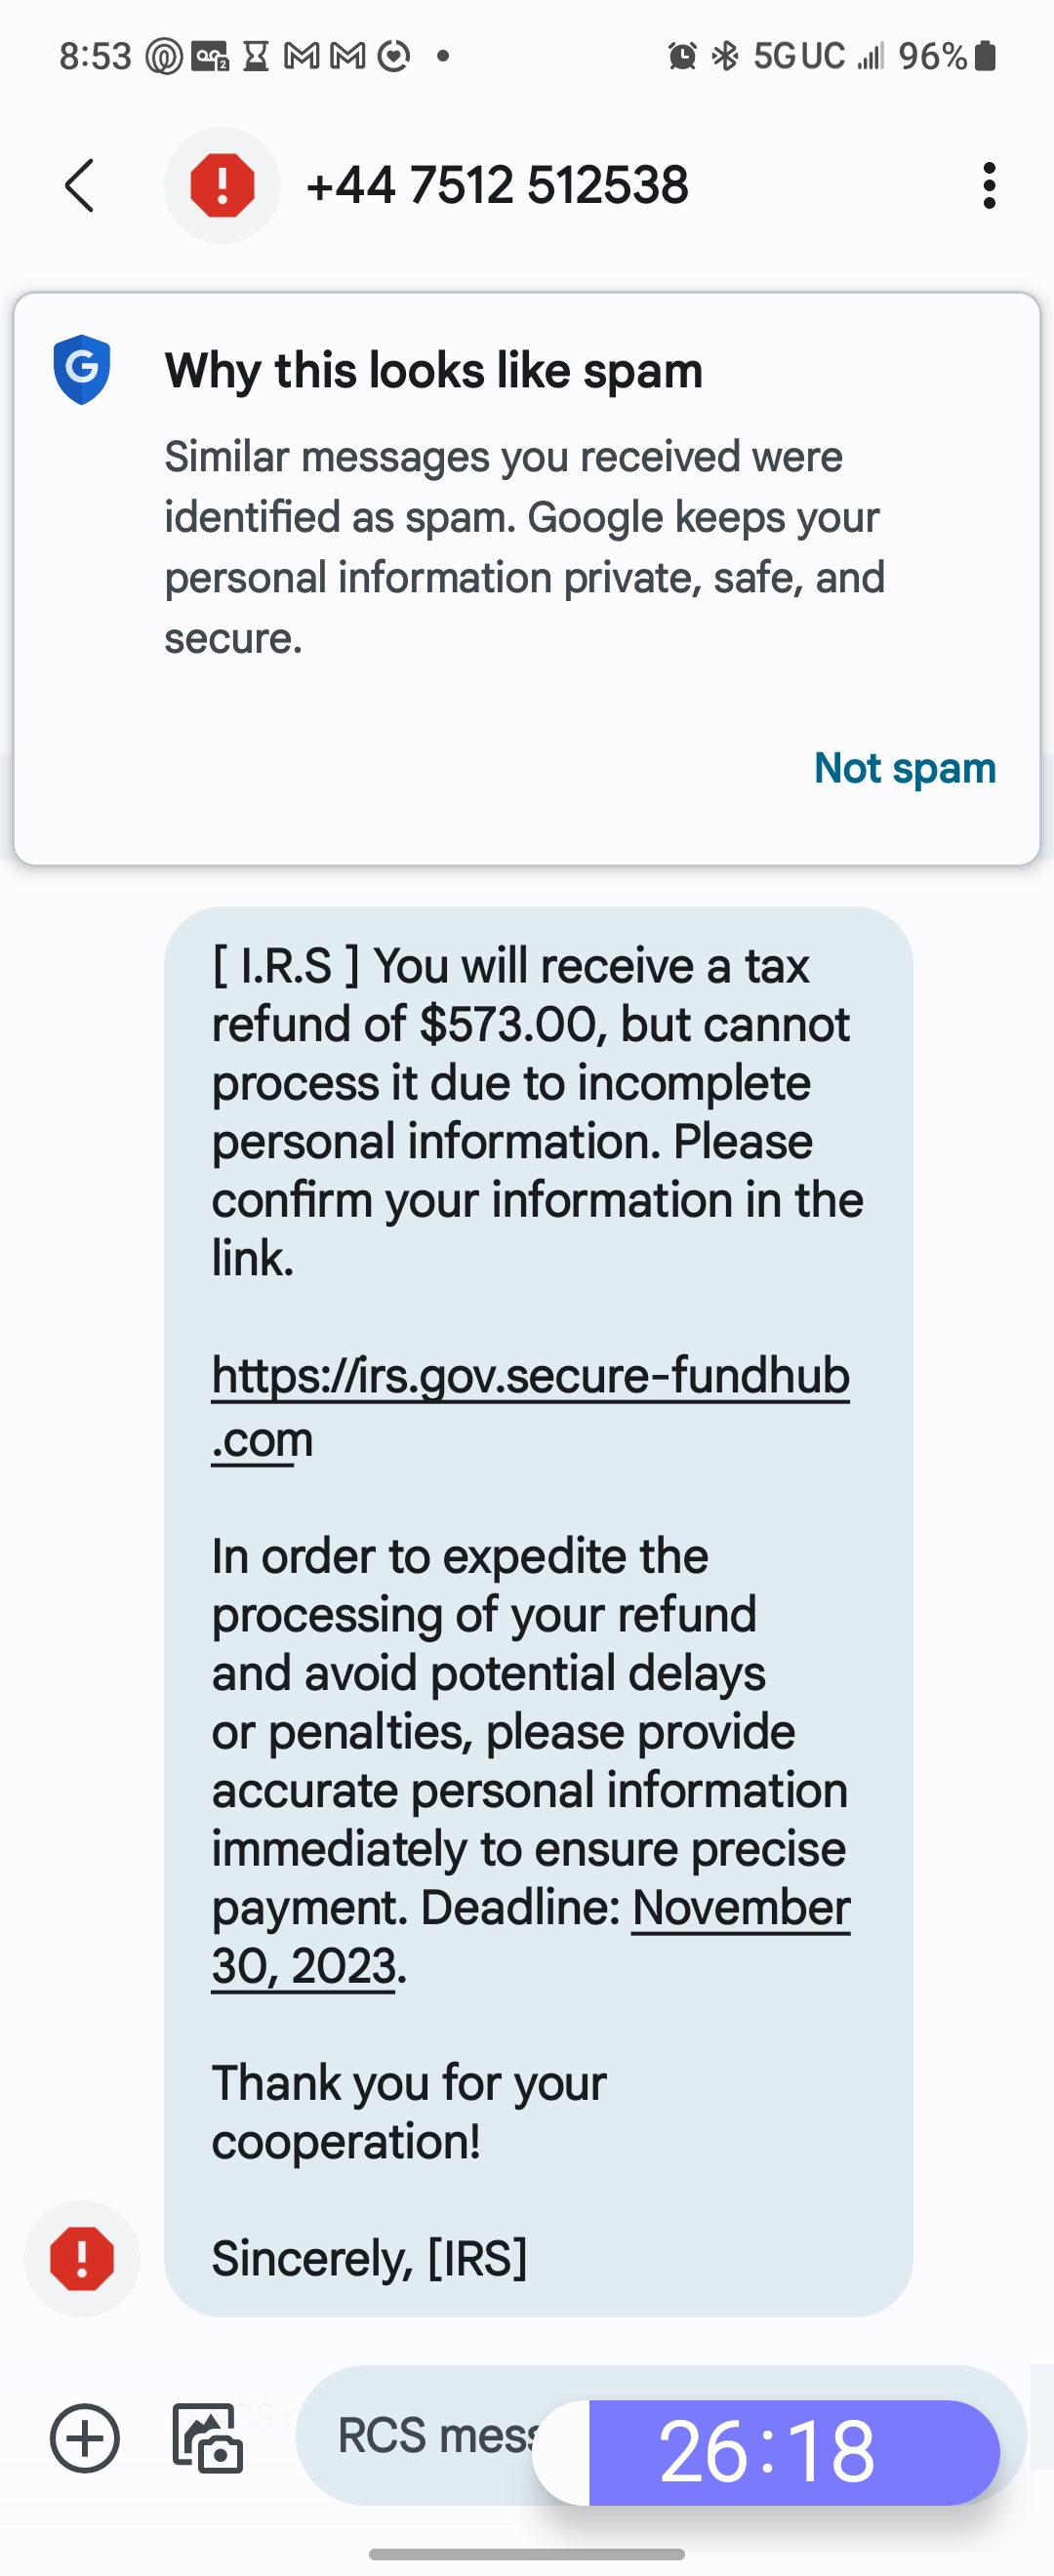 8:53
5G UC 96%
+44 7512 512538
Why this looks like spam
Similar messages you received were
identified as spam. Google keeps your
personal information private, safe, and
secure.
Not spam
[ I.R.S ] You will receive a tax
refund of $573.00, but cannot
process it due to incomplete
personal information. Please
confirm your information in the
link.
https://irs.gov.secure-fundhub
.com
In order to expedite the
processing of your refund
and avoid potential delays
or penalties, please provide
accurate personal information
immediately to ensure precise
payment. Deadline: November
30, 2023.
Thank you for your
cooperation!
Sincerely, [IRS]
RCS mess
26:18